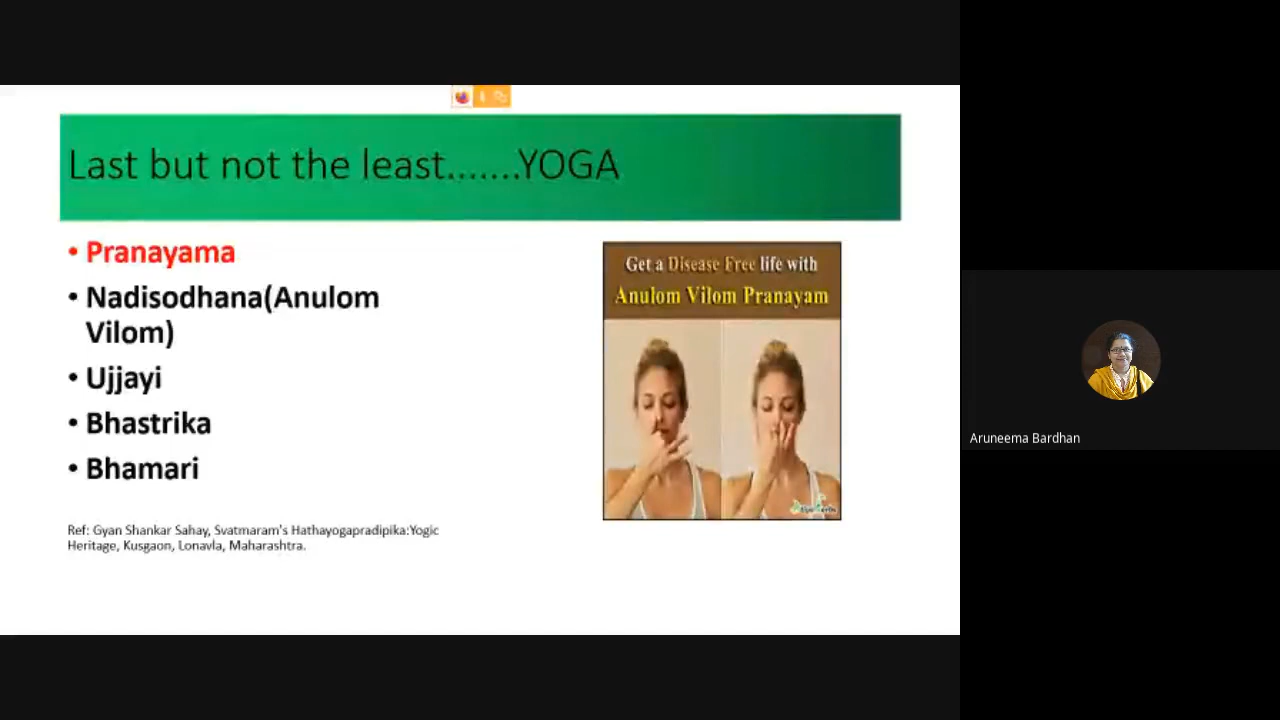 Last but not the least.......YOGA
• Pranayama
• Nadisodhana(Anulom
Vilom)
• Ujjayi
• Bhastrika
• Bhamari
Ref: Gyan Shankar Sahay, Svatmaram's Hathayogapradipika:Yogic
Heritage, Kusgaon, Lonavla, Maharashtra.
Get a Disease Free life with
Anulom Vilom Pranayam
Aruneema Bardhan